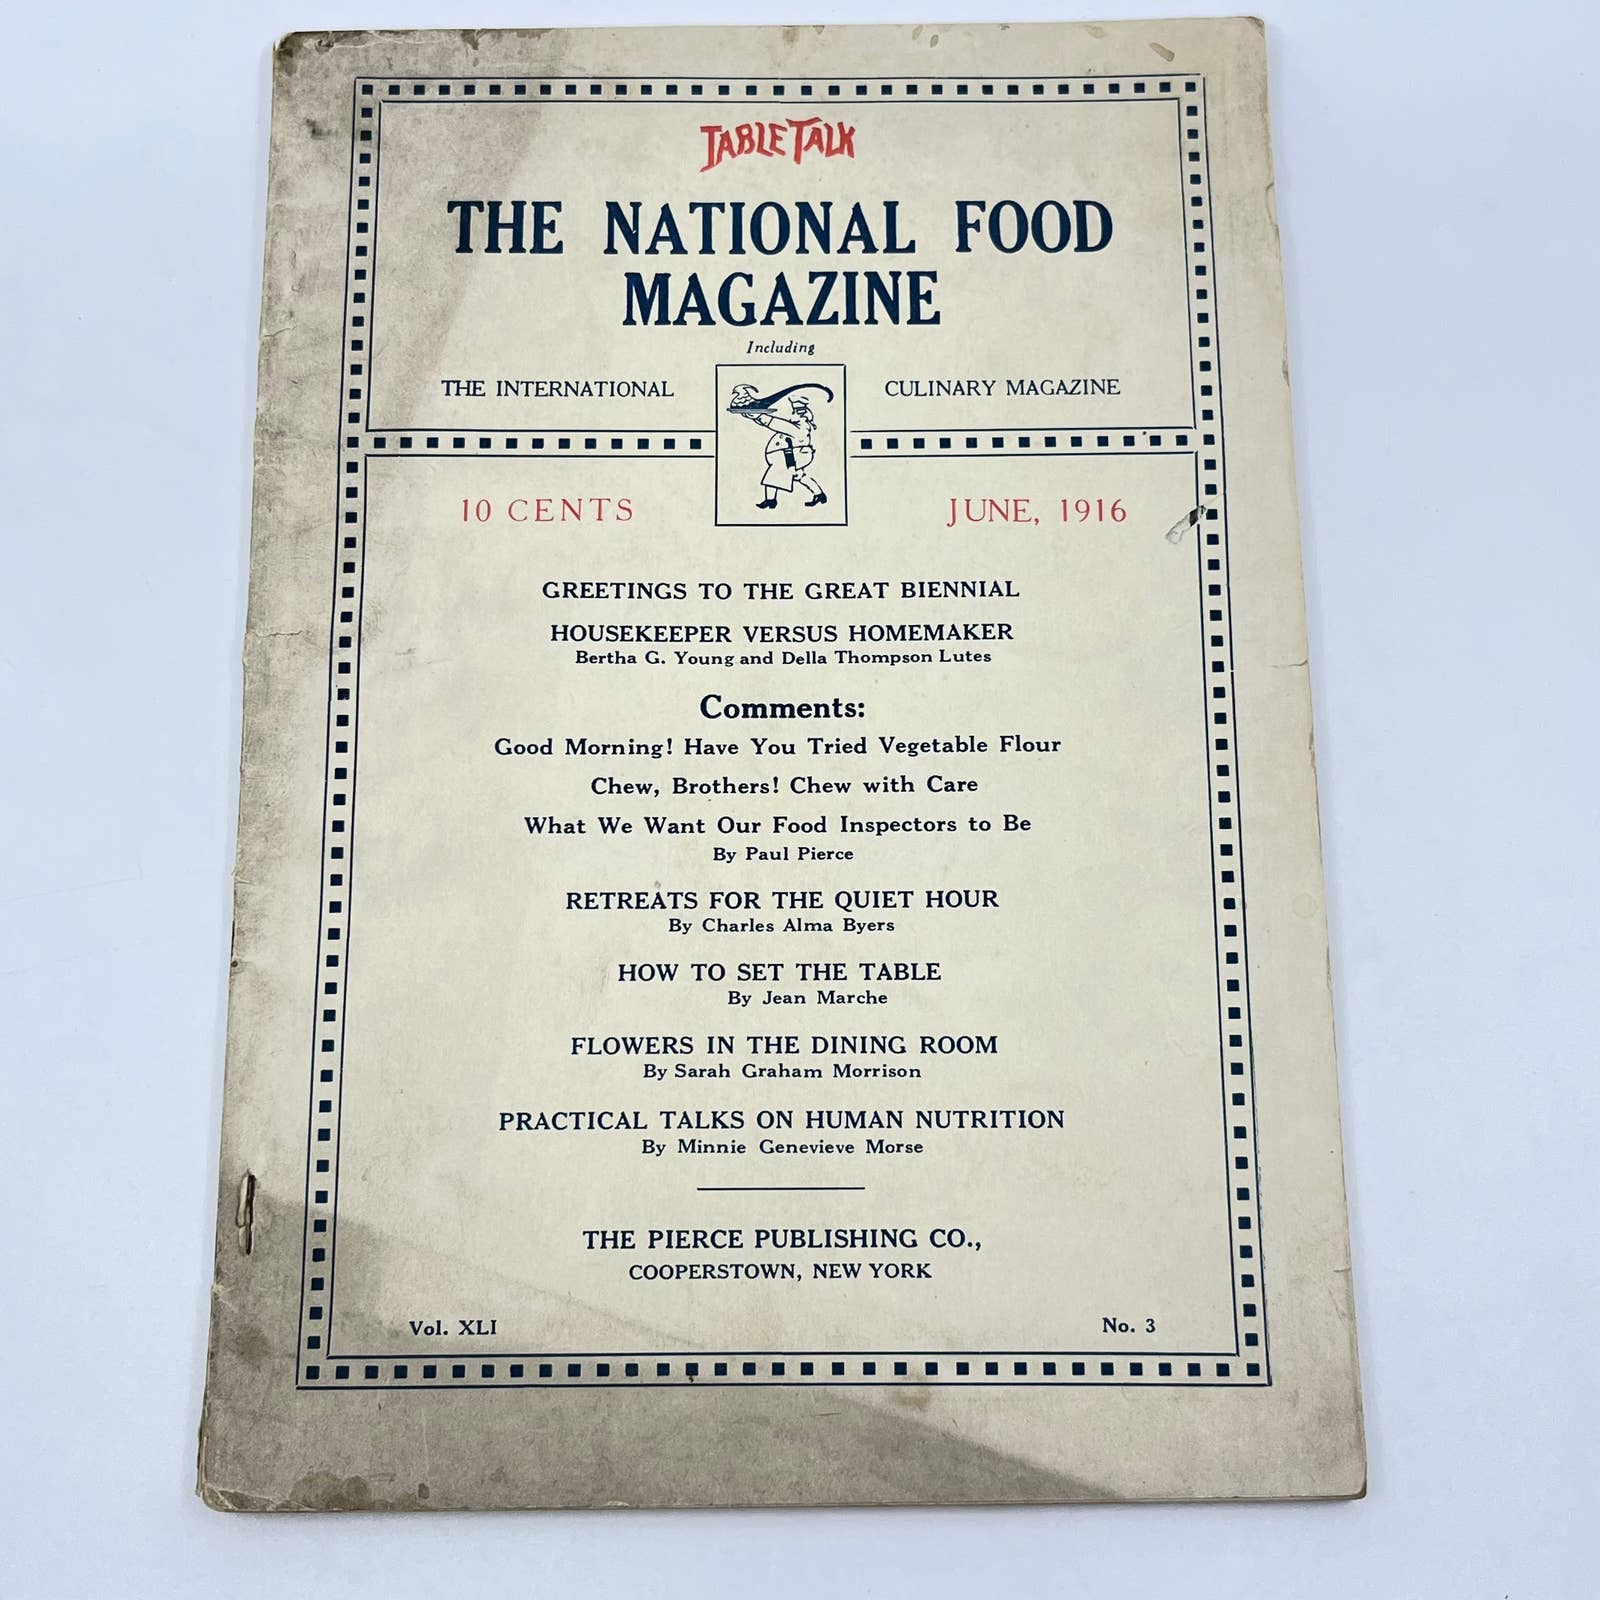 TABLE TALK
THE NATIONAL FOOD
MAGAZINE
Including
THE INTERNATIONAL CULINARY MAGAZINE
10 CENTS JUNE, 1916
GREETINGS TO THE GREAT BIENNIAL
HOUSEKEEPER VERSUS HOMEMAKER
Bertha G. Young and Della Thompson Lutes
Comments:
Good Morning! Have You Tried Vegetable Flour
Chew, Brothers! Chew with Care
What We Want Our Food Inspectors to Be
By Paul Pierce
RETREATS FOR THE QUIET HOUR
By Charles Alma Byers
HOW TO SET THE TABLE
By Jean Marche
FLOWERS IN THE DINING ROOM
By Sarah Graham Morrison
PRACTICAL TALKS ON HUMAN NUTRITION
By Minnie Genevieve Morse
THE PIERCE PUBLISHING CO.,
COOPERSTOWN, NEW YORK
Vol. XLI No. 3